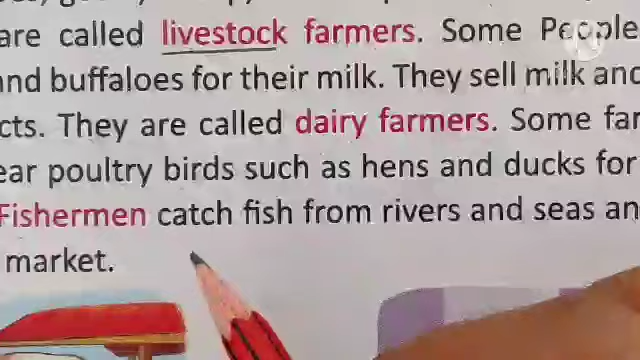 are called livestock farmers. Some People
and buffaloes for their milk. They sell milk and
cts. They are called dairy farmers. Some far
ear poultry birds such as hens and ducks for
Fishermen catch fish from rivers and seas an
market.